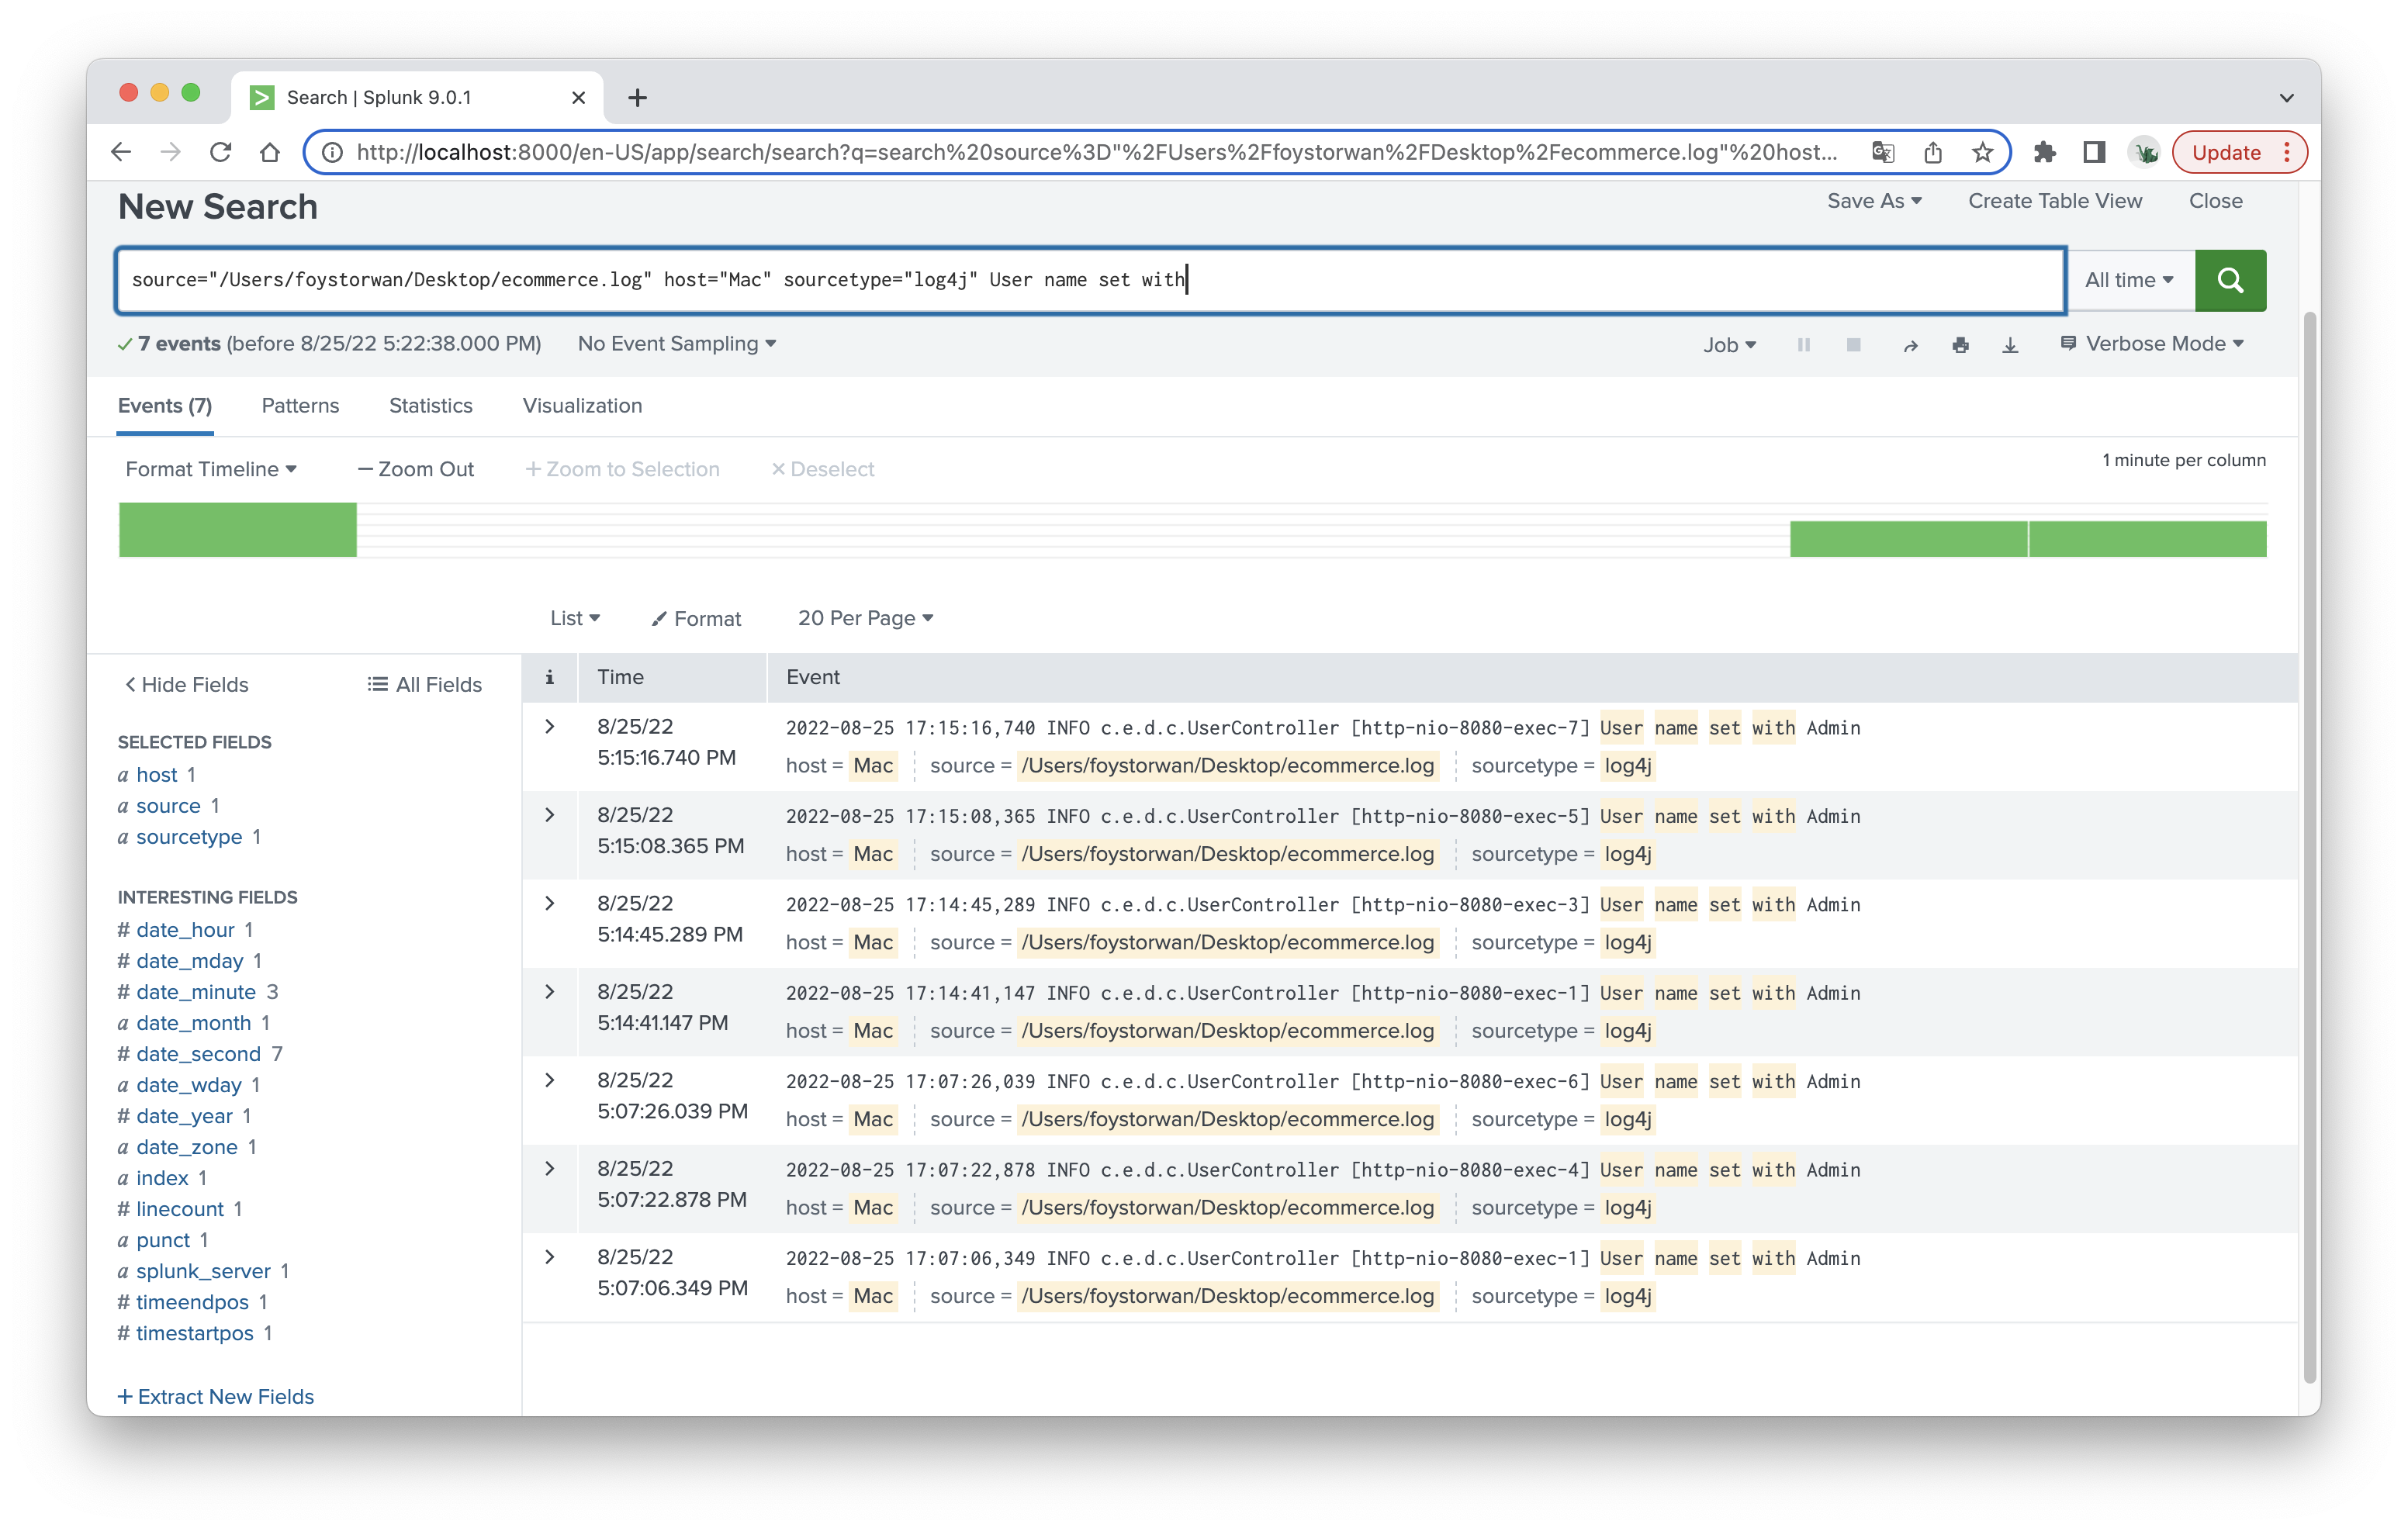 Search | Splunk 9.0.1
http://localhost:8000/en-US/app/search/search?q=search%20source%3D"%2FUsers%2Ffoystorwan%2FDesktop%2Fecommerce.log"%20host...
Update
New Search
Save As
Create Table View
Close
source="/Users/foystorwan/Desktop/ecommerce.log" host="Mac" sourcetype="log4j" User name set with
All time
7 events (before 8/25/22 5:22:38.000 PM)
No Event Sampling
Job
Verbose Mode
Events (7)
Patterns
Statistics
Visualization
Format Timeline
— Zoom Out
+ Zoom to Selection
× Deselect
1 minute per column
List
Format
20 Per Page
< Hide Fields
All Fields
SELECTED FIELDS
a host 1
a source 1
a sourcetype 1
INTERESTING FIELDS
# date_hour 1
# date_mday 1
# date_minute 3
a date_month 1
# date_second 7
a date_wday 1
# date_year 1
a date_zone 1
a index 1
# linecount 1
a punct 1
a splunk_server 1
# timeendpos 1
# timestartpos 1
+ Extract New Fields
i Time Event
8/25/22
5:15:16.740 PM
2022-08-25 17:15:16,740 INFO c.e.d.c.UserController [http-nio-8080-exec-7] User name set with Admin
host = Mac source = /Users/foystorwan/Desktop/ecommerce.log sourcetype = log4j
8/25/22
5:15:08.365 PM
2022-08-25 17:15:08,365 INFO c.e.d.c.UserController [http-nio-8080-exec-5] User name set with Admin
host = Mac source = /Users/foystorwan/Desktop/ecommerce.log sourcetype = log4j
8/25/22
5:14:45.289 PM
2022-08-25 17:14:45,289 INFO c.e.d.c.UserController [http-nio-8080-exec-3] User name set with Admin
host = Mac source = /Users/foystorwan/Desktop/ecommerce.log sourcetype = log4j
8/25/22
5:14:41.147 PM
2022-08-25 17:14:41,147 INFO c.e.d.c.UserController [http-nio-8080-exec-1] User name set with Admin
host = Mac source = /Users/foystorwan/Desktop/ecommerce.log sourcetype = log4j
8/25/22
5:07:26.039 PM
2022-08-25 17:07:26,039 INFO c.e.d.c.UserController [http-nio-8080-exec-6] User name set with Admin
host = Mac source = /Users/foystorwan/Desktop/ecommerce.log sourcetype = log4j
8/25/22
5:07:22.878 PM
2022-08-25 17:07:22,878 INFO c.e.d.c.UserController [http-nio-8080-exec-4] User name set with Admin
host = Mac source = /Users/foystorwan/Desktop/ecommerce.log sourcetype = log4j
8/25/22
5:07:06.349 PM
2022-08-25 17:07:06,349 INFO c.e.d.c.UserController [http-nio-8080-exec-1] User name set with Admin
host = Mac source = /Users/foystorwan/Desktop/ecommerce.log sourcetype = log4j